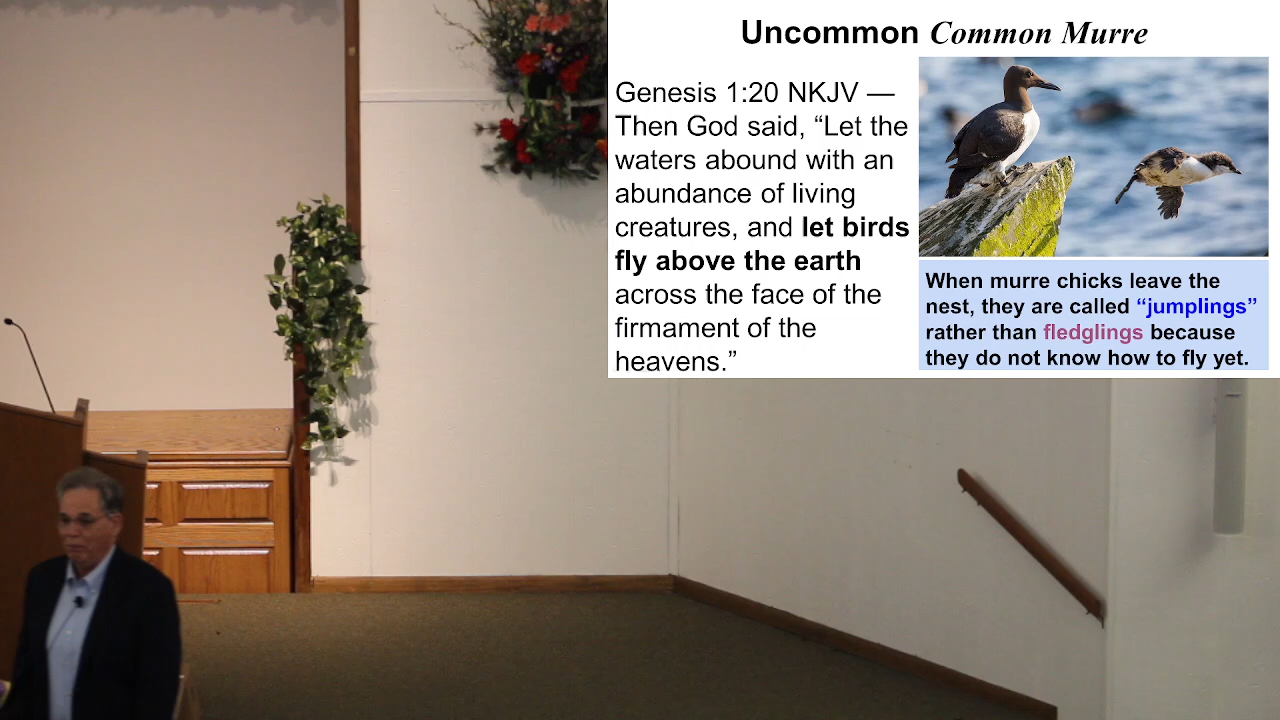 Uncommon Common Murre
Genesis 1:20 NKJV —
Then God said, “Let the
waters abound with an
abundance of living
creatures, and let birds
fly above the earth
across the face of the
firmament of the
heavens.”
When murre chicks leave the
nest, they are called “jumplings”
rather than fledglings because
they do not know how to fly yet.